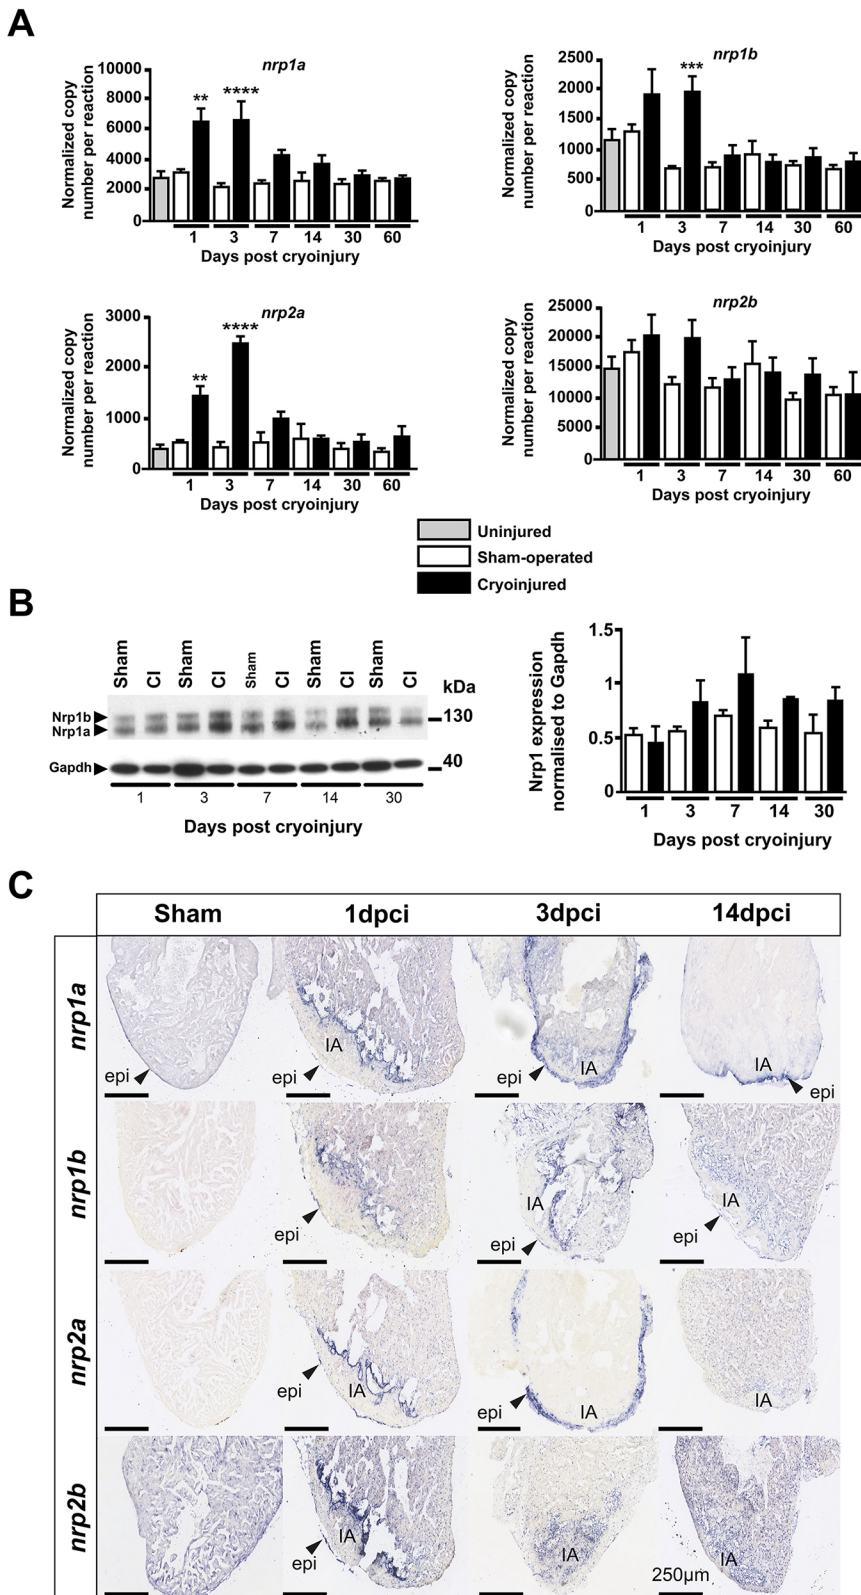 A
nrp1a
Normalized copy
number per reaction
10000
8000
6000
4000
2000
0
**
****
1 3 7 14 30 60
Days post cryoinjury
nrp1b
Normalized copy
number per reaction
2500
2000
1500
1000
500
0
***
1 3 7 14 30 60
Days post cryoinjury
nrp2a
Normalized copy
number per reaction
3000
2000
1000
0
**
****
1 3 7 14 30 60
Days post cryoinjury
nrp2b
Normalized copy
number per reaction
25000
20000
15000
10000
5000
0
1 3 7 14 30 60
Days post cryoinjury
Uninjured
Sham-operated
Cryoinjured
B
Sham CI Sham CI Sham CI Sham CI Sham CI
kDa
Nrp1b
130
Nrp1a
Gapdh
40
1 3 7 14 30
Days post cryoinjury
Nrp1 expression
normalised to Gapdh
1.5
1
0.5
0
1 3 7 14 30
Days post cryoinjury
C
Sham 1dpci 3dpci 14dpci
nrp1a
epi
IA
epi
IA
epi
IA
epi
nrp1b
IA
epi
IA
epi
IA
epi
nrp2a
epi
IA
epi
IA
IA
nrp2b
IA
epi
IA
IA
250µm